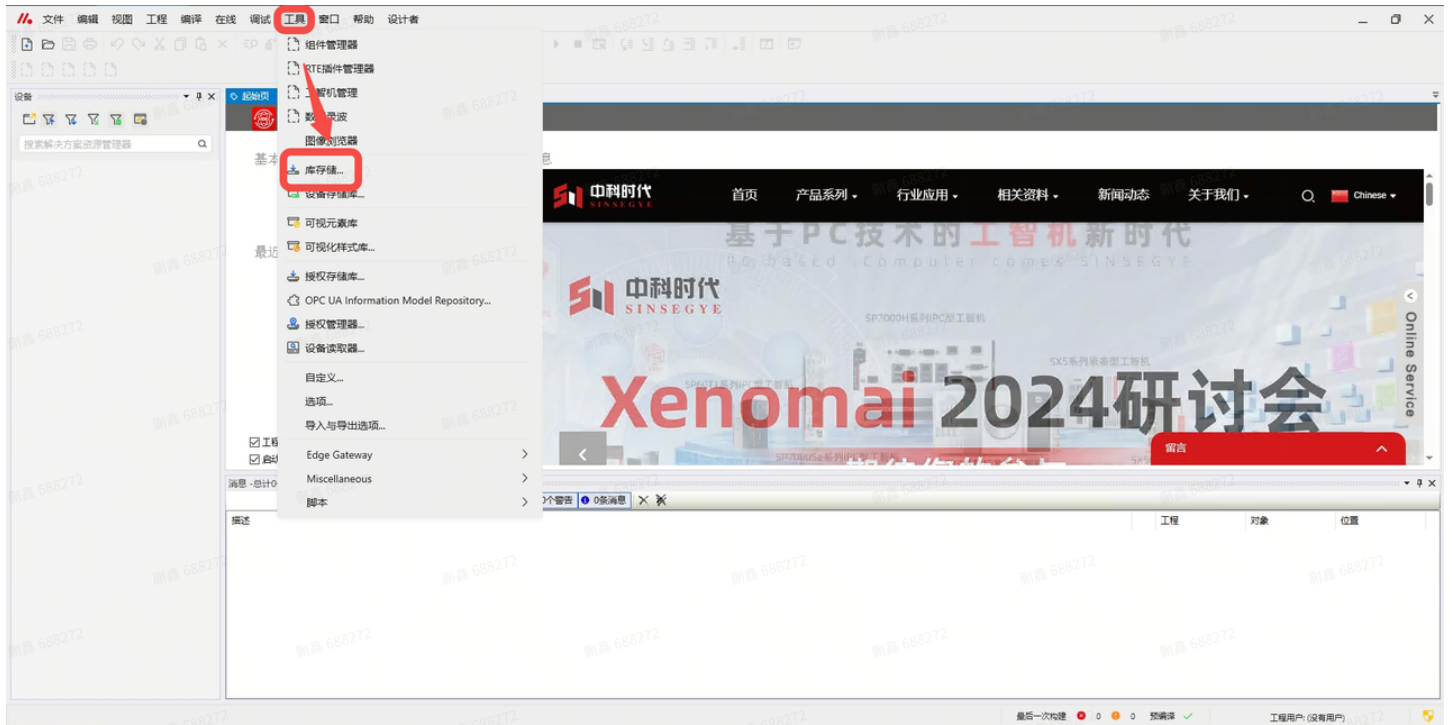 文件 编辑 视图 工程 编译 在线 调试 工具 窗口 帮助 设计者
组件管理器
RTE插件管理器
工智机管理
图像浏览器
库存储...
设备存储库...
可视元素库
可视化样式库...
授权存储库...
OPC UA Information Model Repository...
授权管理器...
设备读取器...
自定义...
选项...
导入与导出选项...
Edge Gateway
Miscellaneous
脚本
设备
搜索解决方案资源管理器
起始页
基本
息
最近
中科时代
SINSEGYE
首页 产品系列 行业应用 相关资料 新闻动态 关于我们 Chinese
基于PC技术的工智机新时代
PC based iComputer comes SINSEGYE
中科时代
SINSEGYE
SP7000H系列IPC型工智机
SX5系列紧凑型工智机
Xenomai 2024研讨会
Online Service
留言
消息 -总计0
0个警告 0条消息
描述 工程 对象 位置
最后一次构建 0 0 预编译 工程用户: (没有用户)
蒯鑫 688272